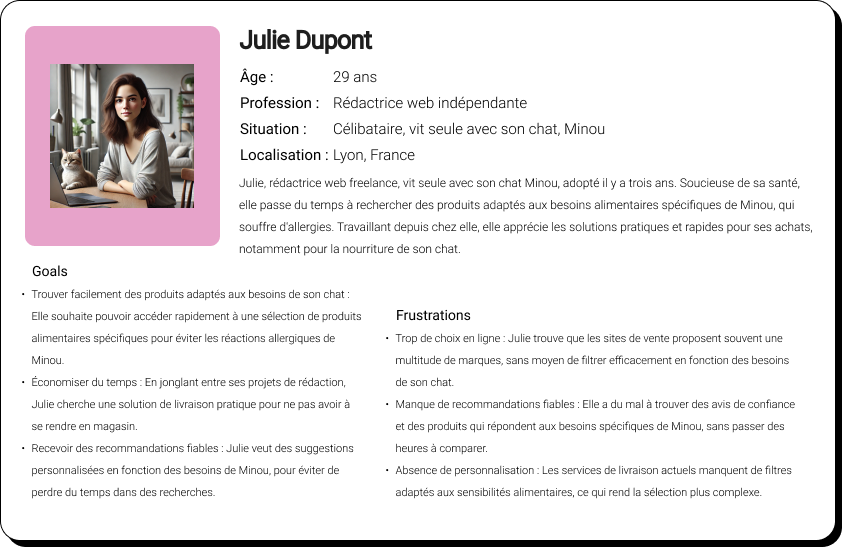 Julie Dupont
Âge : 29 ans
Profession : Rédactrice web indépendante
Situation : Célibataire, vit seule avec son chat, Minou
Localisation : Lyon, France
Julie, rédactrice web freelance, vit seule avec son chat Minou, adopté il y a trois ans. Soucieuse de sa santé,
elle passe du temps à rechercher des produits adaptés aux besoins alimentaires spécifiques de Minou, qui
souffre d'allergies. Travaillant depuis chez elle, elle apprécie les solutions pratiques et rapides pour ses achats,
notamment pour la nourriture de son chat.
Goals
• Trouver facilement des produits adaptés aux besoins de son chat :
Elle souhaite pouvoir accéder rapidement à une sélection de produits
alimentaires spécifiques pour éviter les réactions allergiques de
Minou.
• Économiser du temps : En jonglant entre ses projets de rédaction,
Julie cherche une solution de livraison pratique pour ne pas avoir à
se rendre en magasin.
• Recevoir des recommandations fiables : Julie veut des suggestions
personnalisées en fonction des besoins de Minou, pour éviter de
perdre du temps dans des recherches.
Frustrations
• Trop de choix en ligne : Julie trouve que les sites de vente proposent souvent une
multitude de marques, sans moyen de filtrer efficacement en fonction des besoins
de son chat.
• Manque de recommandations fiables : Elle a du mal à trouver des avis de confiance
et des produits qui répondent aux besoins spécifiques de Minou, sans passer des
heures à comparer.
• Absence de personnalisation : Les services de livraison actuels manquent de filtres
adaptés aux sensibilités alimentaires, ce qui rend la sélection plus complexe.